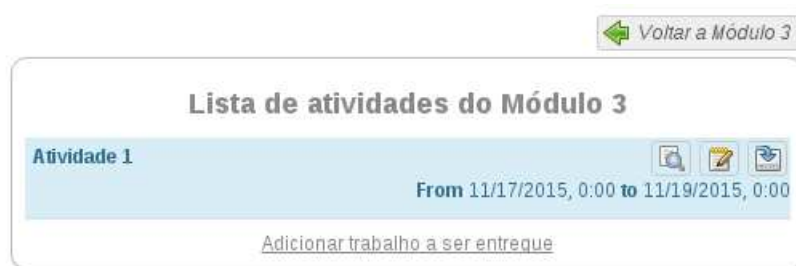 Voltar a Módulo 3
Lista de atividades do Módulo 3
Atividade 1
From 11/17/2015, 0:00 to 11/19/2015, 0:00
Adicionar trabalho a ser entregue